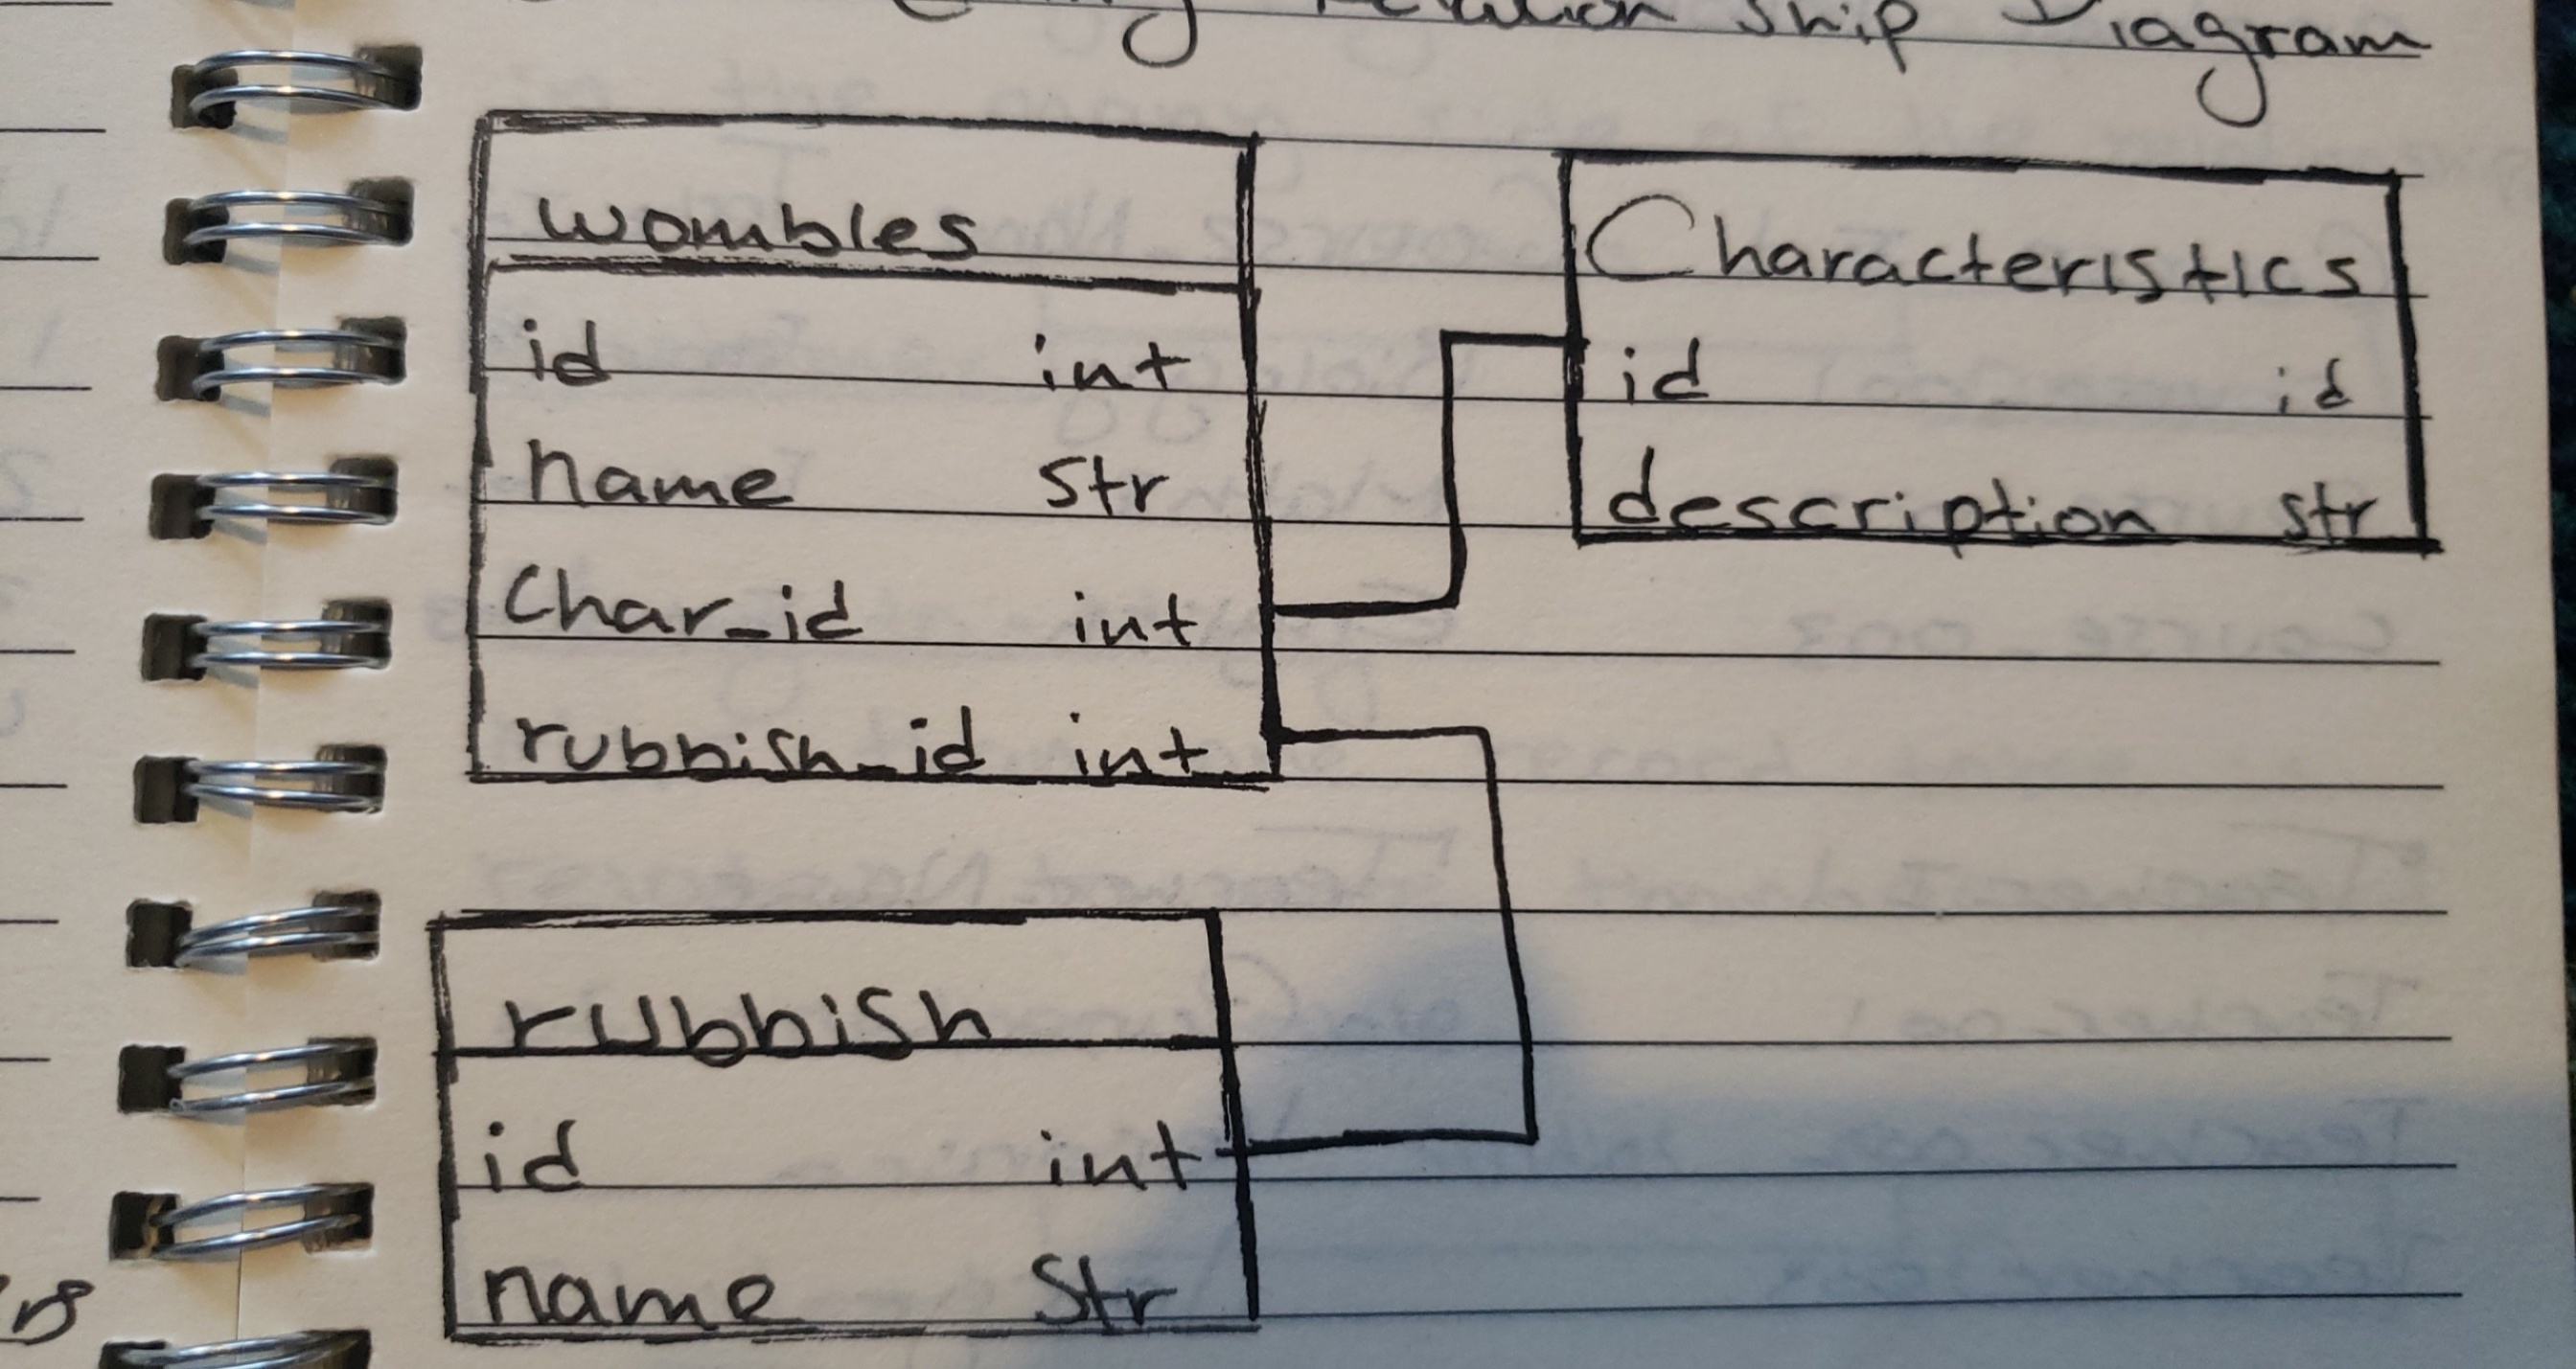 Relation Ship Diagram
wombles
id int
name str
Char_id int
rubbish_id int
Characteristics
id id
description str
rubbish
id int
name str